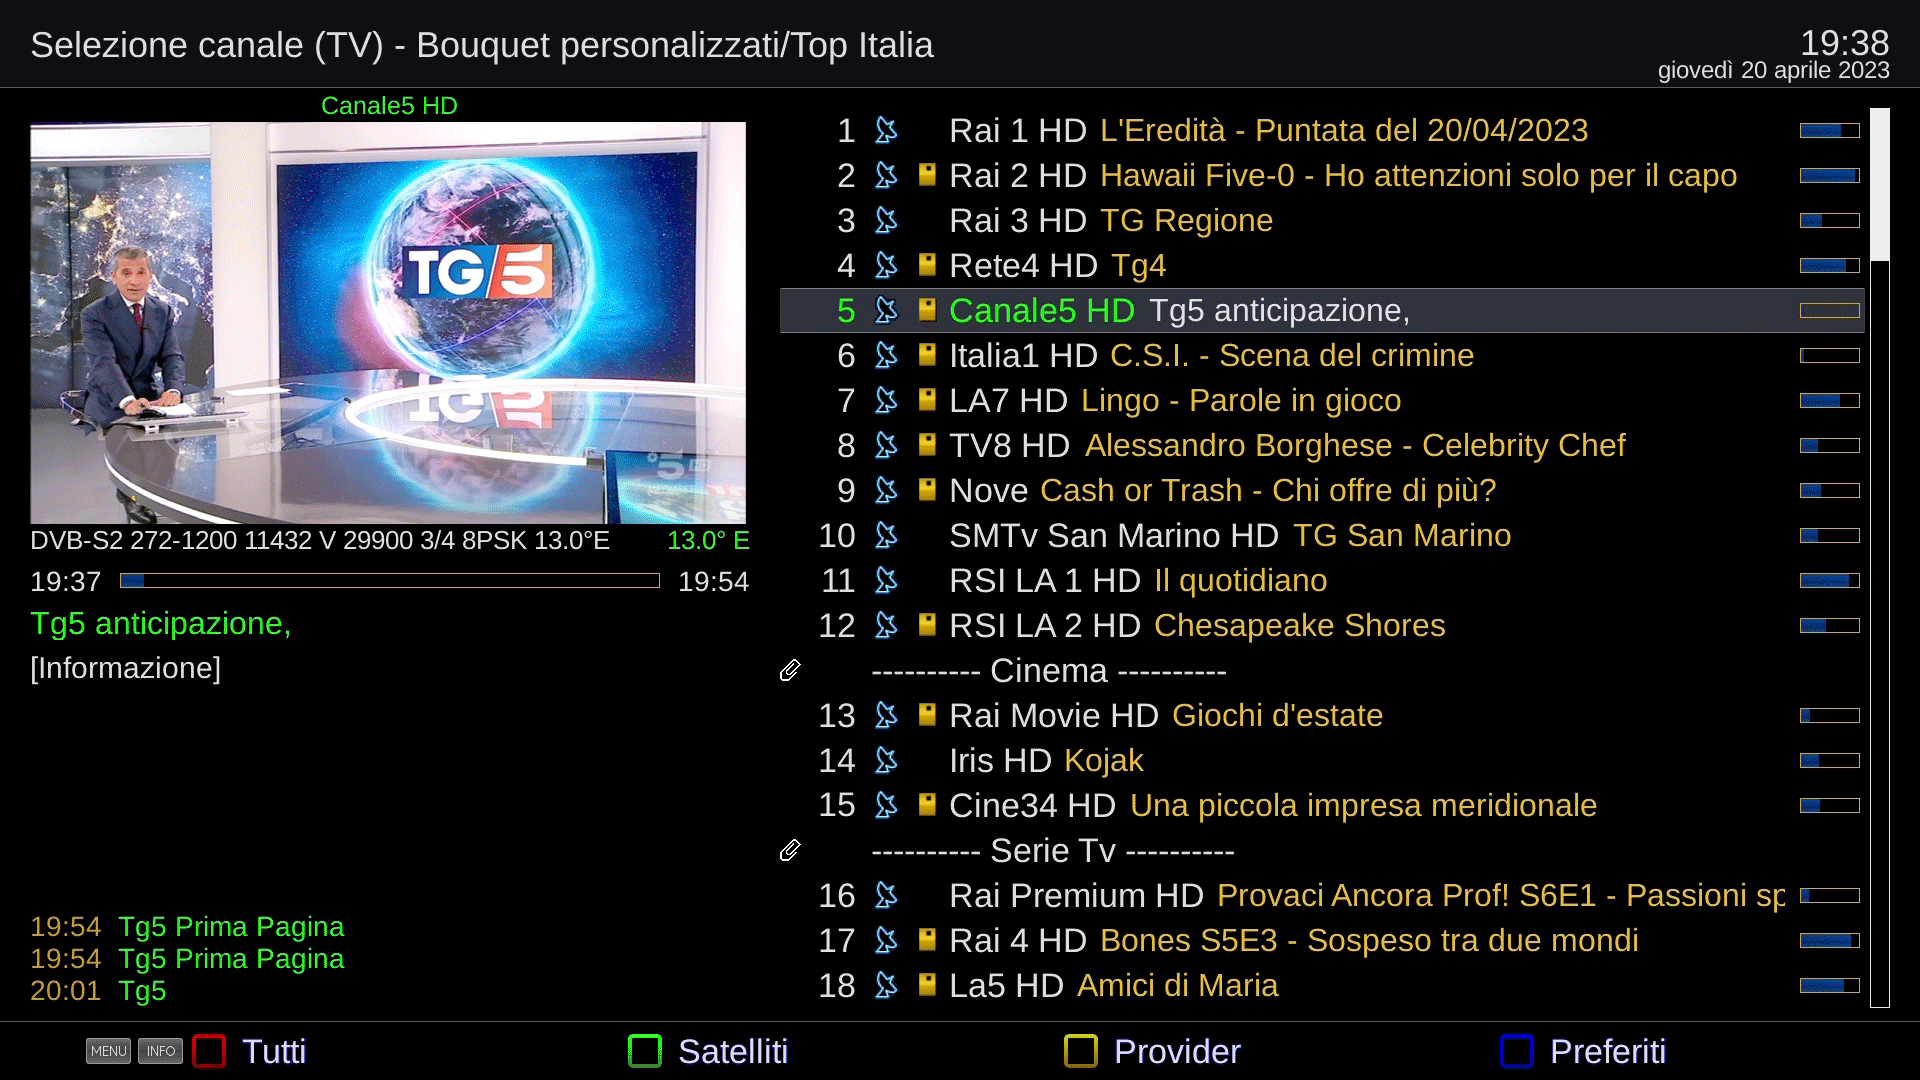 Selezione canale (TV) - Bouquet personalizzati/Top Italia
19:38
giovedì 20 aprile 2023
Canale5 HD
TG/5
DVB-S2 272-1200 11432 V 29900 3/4 8PSK 13.0°E 13.0° E
19:37 19:54
Tg5 anticipazione,
[Informazione]
19:54 Tg5 Prima Pagina
19:54 Tg5 Prima Pagina
20:01 Tg5
1 Rai 1 HD L'Eredità - Puntata del 20/04/2023
2 Rai 2 HD Hawaii Five-0 - Ho attenzioni solo per il capo
3 Rai 3 HD TG Regione
4 Rete4 HD Tg4
5 Canale5 HD Tg5 anticipazione,
6 Italia1 HD C.S.I. - Scena del crimine
7 LA7 HD Lingo - Parole in gioco
8 TV8 HD Alessandro Borghese - Celebrity Chef
9 Nove Cash or Trash - Chi offre di più?
10 SMTv San Marino HD TG San Marino
11 RSI LA 1 HD Il quotidiano
12 RSI LA 2 HD Chesapeake Shores
---------- Cinema ----------
13 Rai Movie HD Giochi d'estate
14 Iris HD Kojak
15 Cine34 HD Una piccola impresa meridionale
---------- Serie Tv ----------
16 Rai Premium HD Provaci Ancora Prof! S6E1 - Passioni sp
17 Rai 4 HD Bones S5E3 - Sospeso tra due mondi
18 La5 HD Amici di Maria
MENU INFO Tutti Satelliti Provider Preferiti